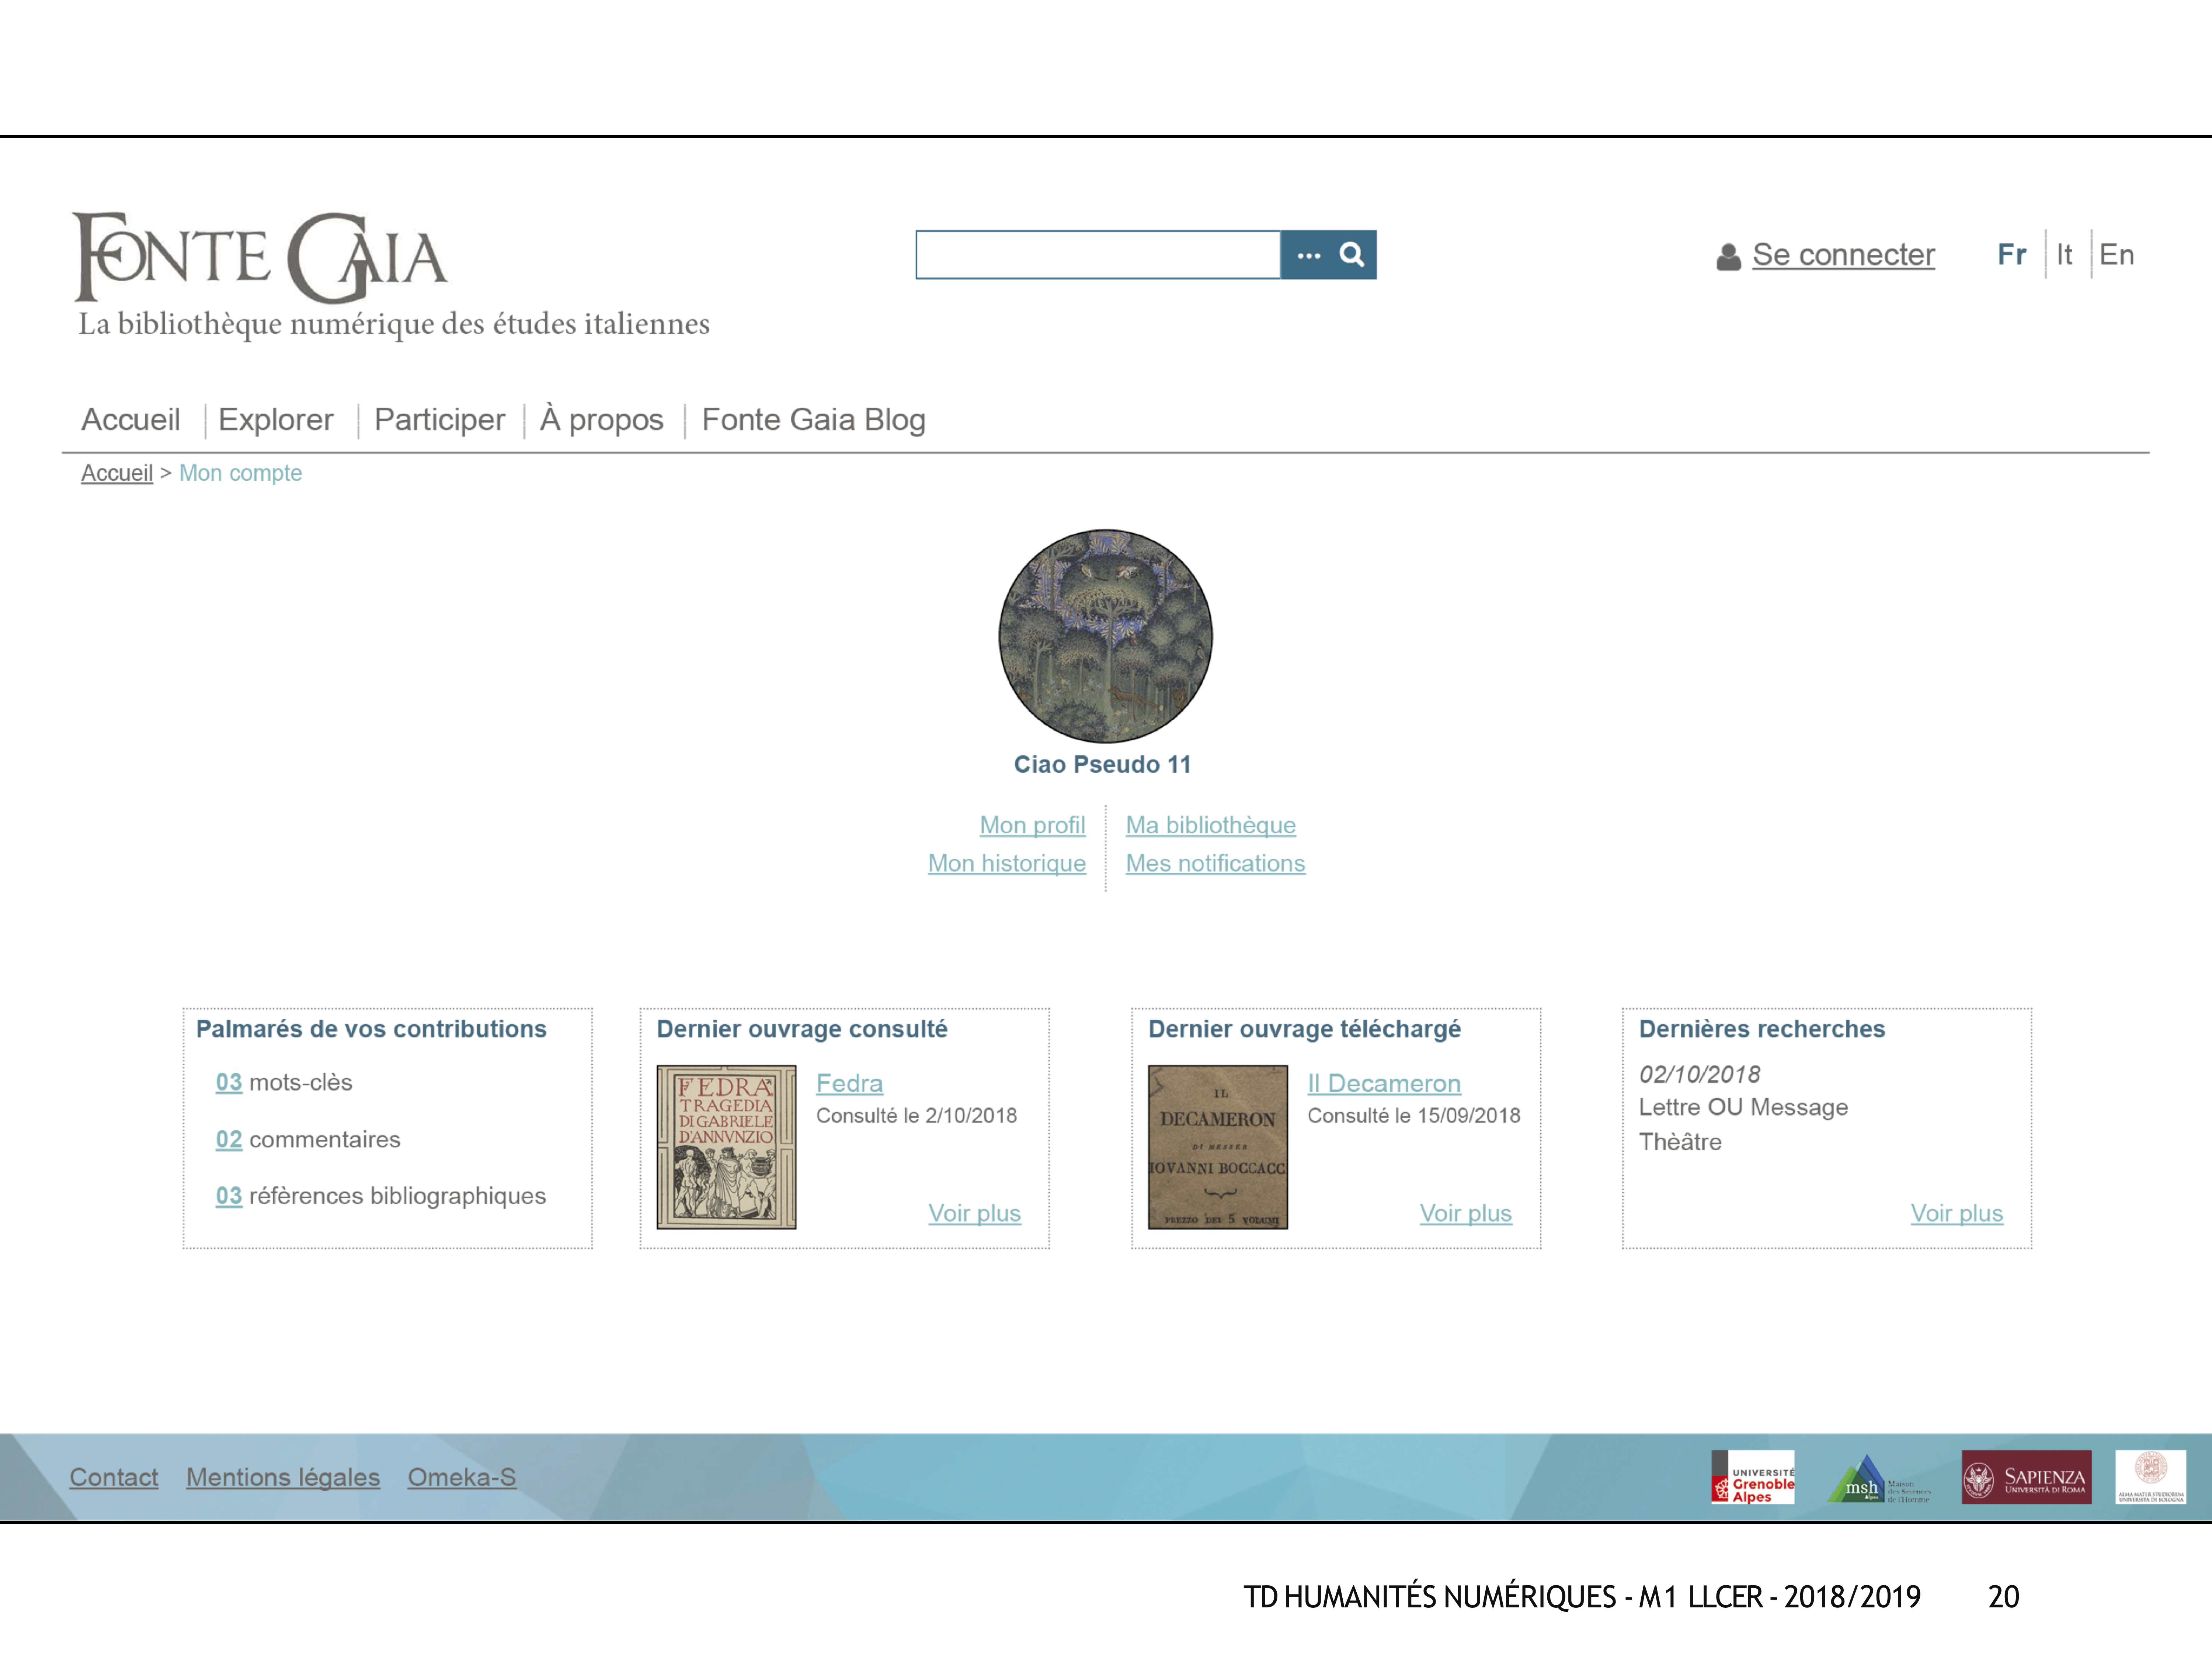 FONTE GAIA
La bibliothèque numérique des études italiennes
...
Se connecter
Fr It En
Accueil Explorer Participer À propos Fonte Gaia Blog
Accueil > Mon compte
Ciao Pseudo 11
Mon profil Ma bibliothèque
Mon historique Mes notifications
Palmarés de vos contributions
03 mots-clès
02 commentaires
03 réfèrences bibliographiques
Dernier ouvrage consulté
FEDRA
TRAGEDIA
DI GABRIELE
D'ANNVNZIO
Fedra
Consulté le 2/10/2018
Voir plus
Dernier ouvrage téléchargé
IL
DECAMERON
DI MESSER
IOVANNI BOCCACC
PREZZO DEI 5 VOLUMI
Il Decameron
Consulté le 15/09/2018
Voir plus
Dernières recherches
02/10/2018
Lettre OU Message
Thèâtre
Voir plus
Contact Mentions légales Omeka-S
UNIVERSITÉ
Grenoble
Alpes
msh
Alpes
Maison
des Sciences
de l'Homme
SAPIENZA
UNIVERSITÀ DI ROMA
ALMA MATER STUDIORUM
UNIVERSITÀ DI BOLOGNA
TD HUMANITÉS NUMÉRIQUES - M1 LLCER - 2018/2019 20